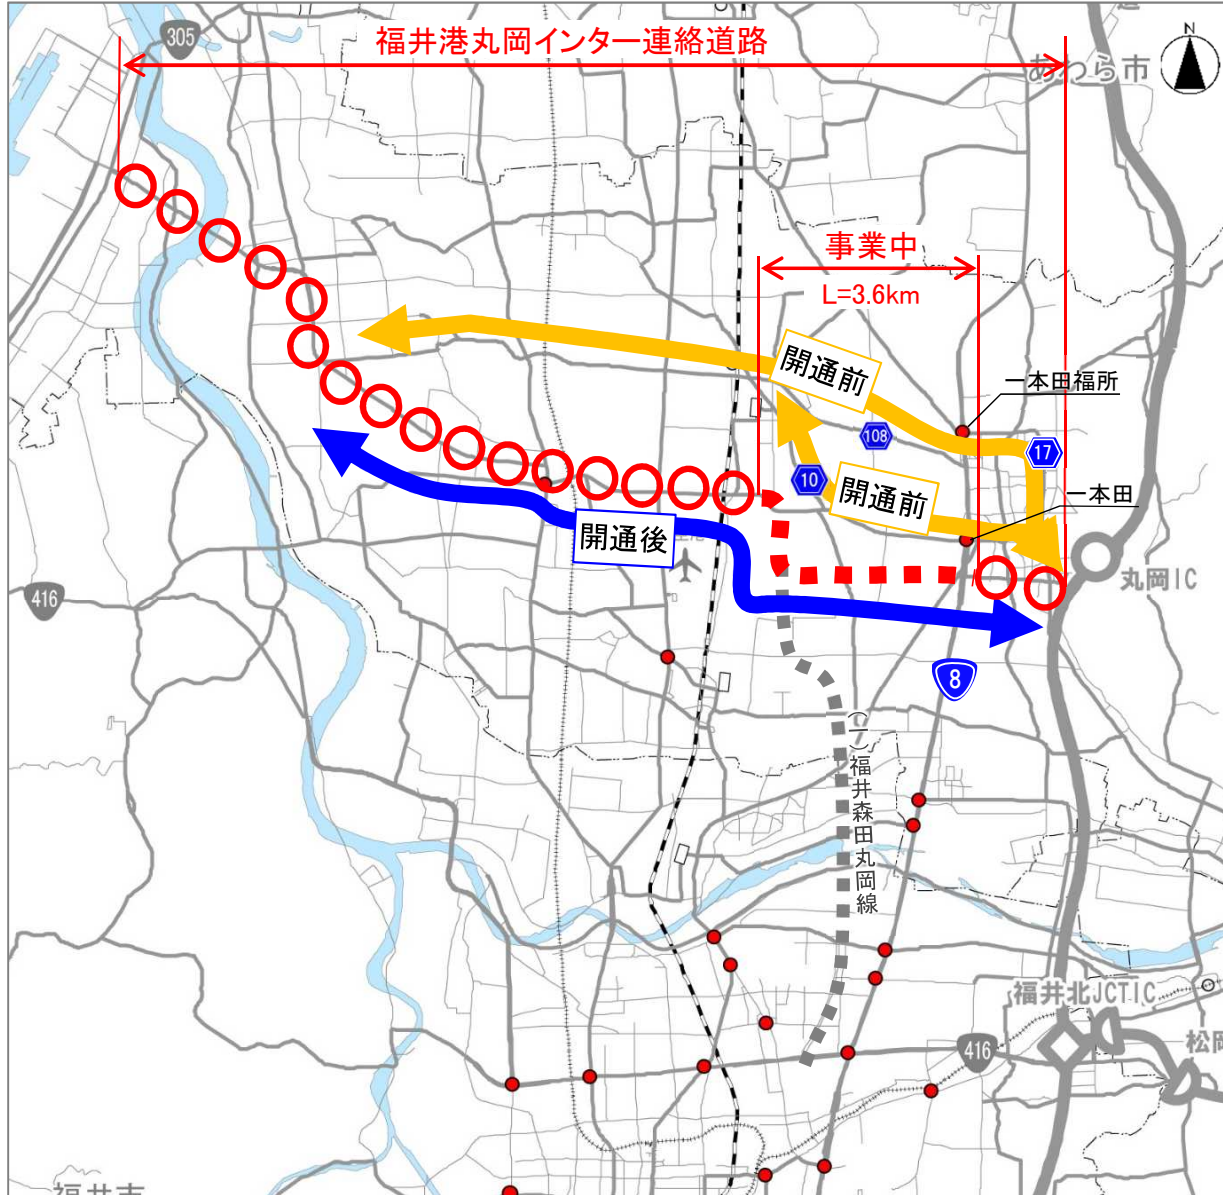 305
福井港丸岡インター連絡道路
N
あわら市
事業中
L=3.6km
開通前
一本田福所
108
17
10
開通前
一本田
開通後
丸岡IC
416
8
(一)福井森田丸岡線
福井北JCTIC
416
松岡
福井市